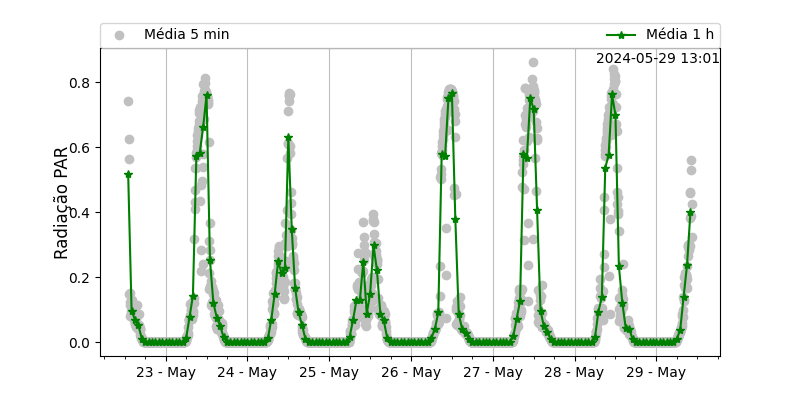 Média 5 min
Média 1 h
2024-05-29 13:01
Radiação PAR
0.8
0.6
0.4
0.2
0.0
23 - May
24 - May
25 - May
26 - May
27 - May
28 - May
29 - May